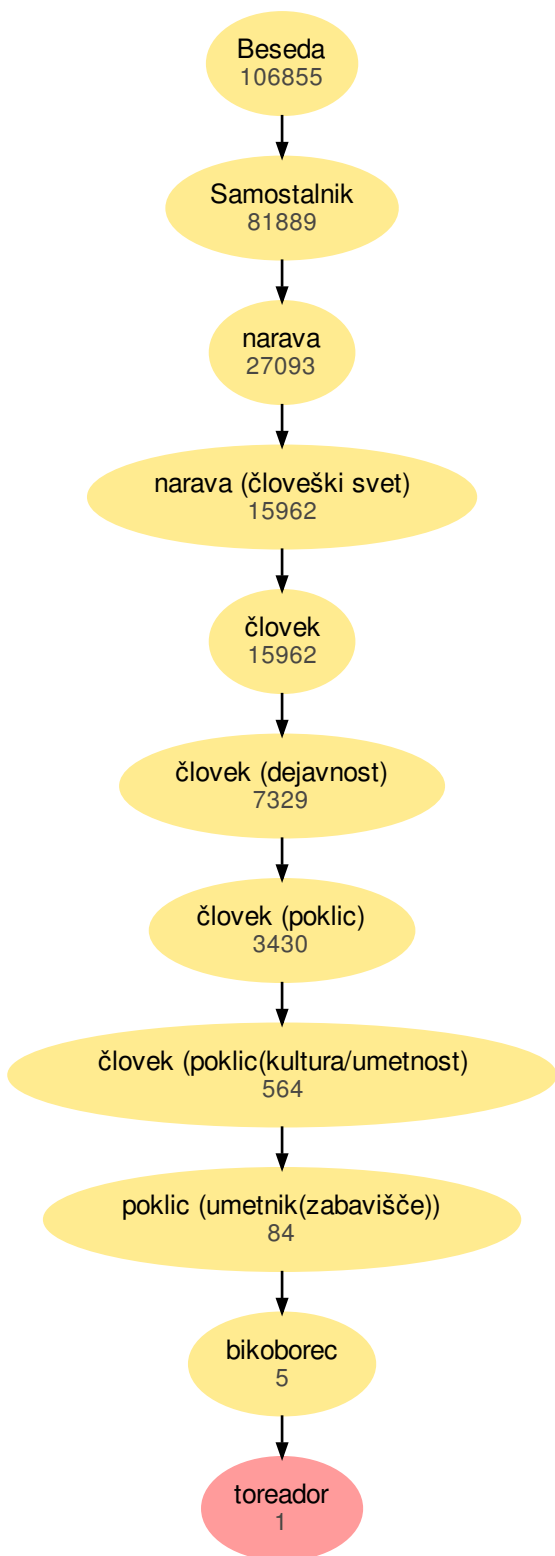 Beseda
106855
Samostalnik
81889
narava
27093
narava (človeški svet)
15962
človek
15962
človek (dejavnost)
7329
človek (poklic)
3430
človek (poklic(kultura/umetnost)
564
poklic (umetnik(zabavišče))
84
bikoborec
5
toreador
1